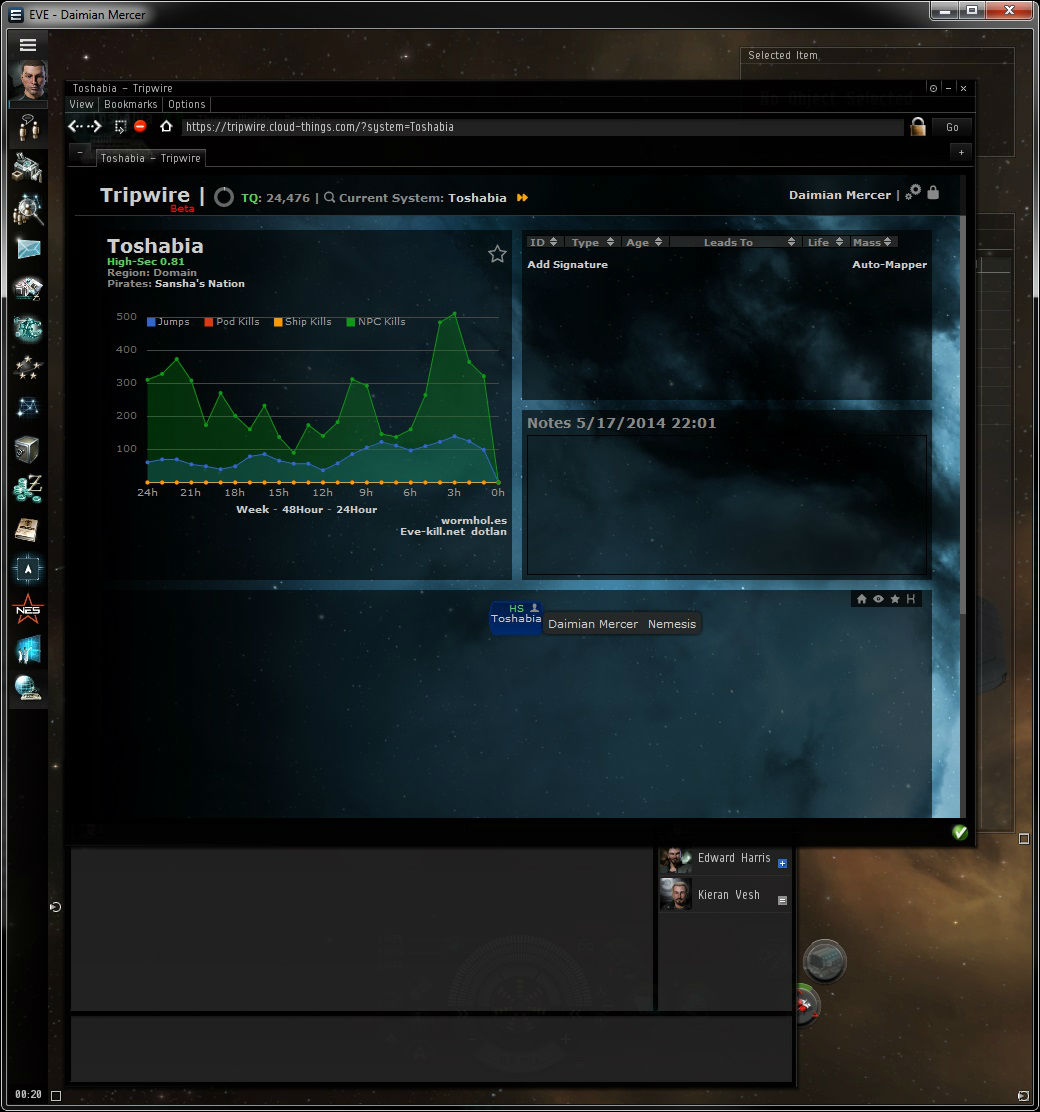 EVE - Daimian Mercer
Selected Item
No Object Selected
Toshabia - Tripwire
View Bookmarks Options
https://tripwire.cloud-things.com/?system=Toshabia
Go
Toshabia - Tripwire
Tripwire | TQ: 24,476 | Current System: Toshabia
Beta
Daimian Mercer |
Toshabia
High-Sec 0.81
Region: Domain
Pirates: Sansha's Nation
Jumps Pod Kills Ship Kills NPC Kills
500
400
300
200
100
24h 21h 18h 15h 12h 9h 6h 3h 0h
Week - 48Hour - 24Hour
wormhol.es
Eve-kill.net dotlan
ID Type Age Leads To Life Mass
Add Signature Auto-Mapper
Notes 5/17/2014 22:01
H
HS
Toshabia
Daimian Mercer Nemesis
Edward Harris
Kieran Vesh
NES
00:20